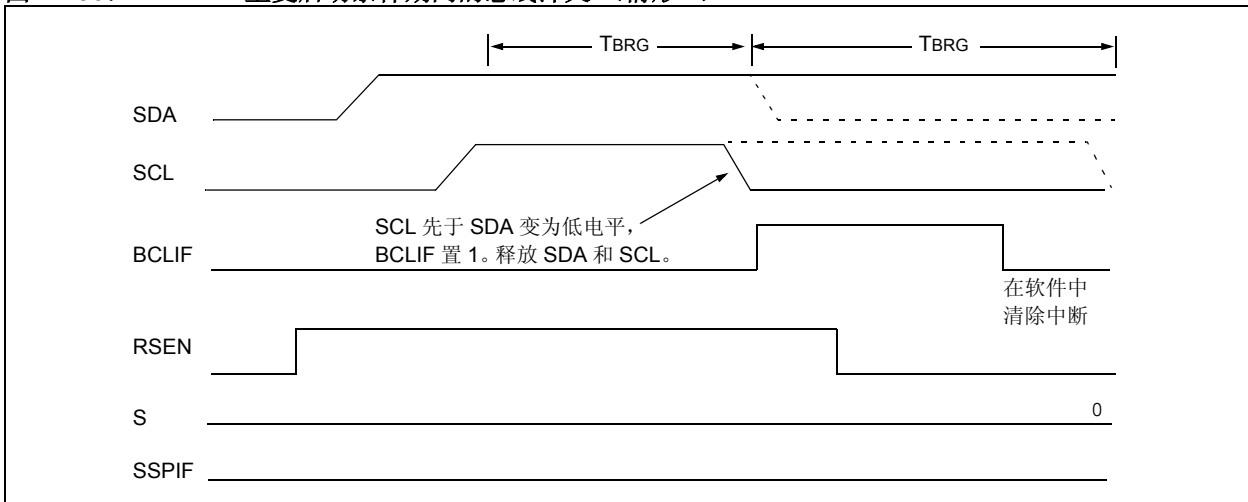 TBRG TBRG
SDA
SCL
SCL 先于 SDA 变为低电平，
BCLIF 置 1。释放 SDA 和 SCL。
BCLIF
在软件中
清除中断
RSEN
S 0
SSPIF